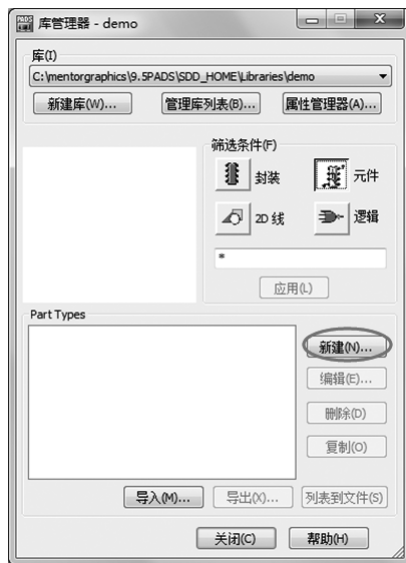 库管理器 - demo
库(I)
C:\mentorgraphics\9.5PADS\SDD_HOME\Libraries\demo
新建库(W)... 管理库列表(B)... 属性管理器(A)...
筛选条件(F)
封装 元件
2D 线 逻辑
*
应用(L)
Part Types
新建(N)...
编辑(E)...
删除(D)
复制(O)
导入(M)... 导出(X)... 列表到文件(S)
关闭(C) 帮助(H)